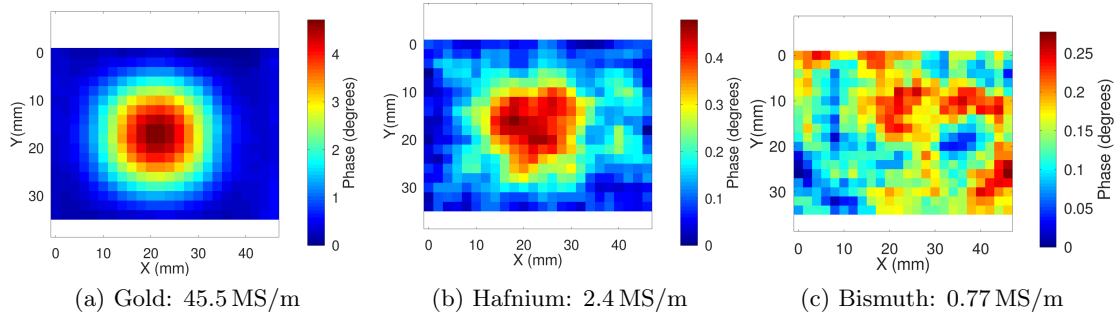 0
10
20
30
Y(mm)
0 10 20 30 40
X (mm)
0
1
2
3
4
Phase (degrees)
(a) Gold: 45.5 MS/m
0
10
20
30
Y(mm)
0 10 20 30 40
X (mm)
0
0.1
0.2
0.3
0.4
Phase (degrees)
(b) Hafnium: 2.4 MS/m
0
10
20
30
Y(mm)
0 10 20 30 40
X (mm)
0
0.05
0.10
0.15
0.20
0.25
Phase (degrees)
(c) Bismuth: 0.77 MS/m